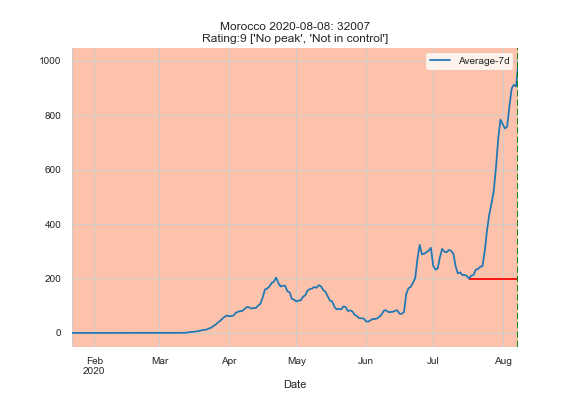 Morocco 2020-08-08: 32007
Rating:9 ['No peak', 'Not in control']
Average-7d
1000
800
600
400
200
0
Feb Mar Apr May Jun Jul Aug
2020
Date